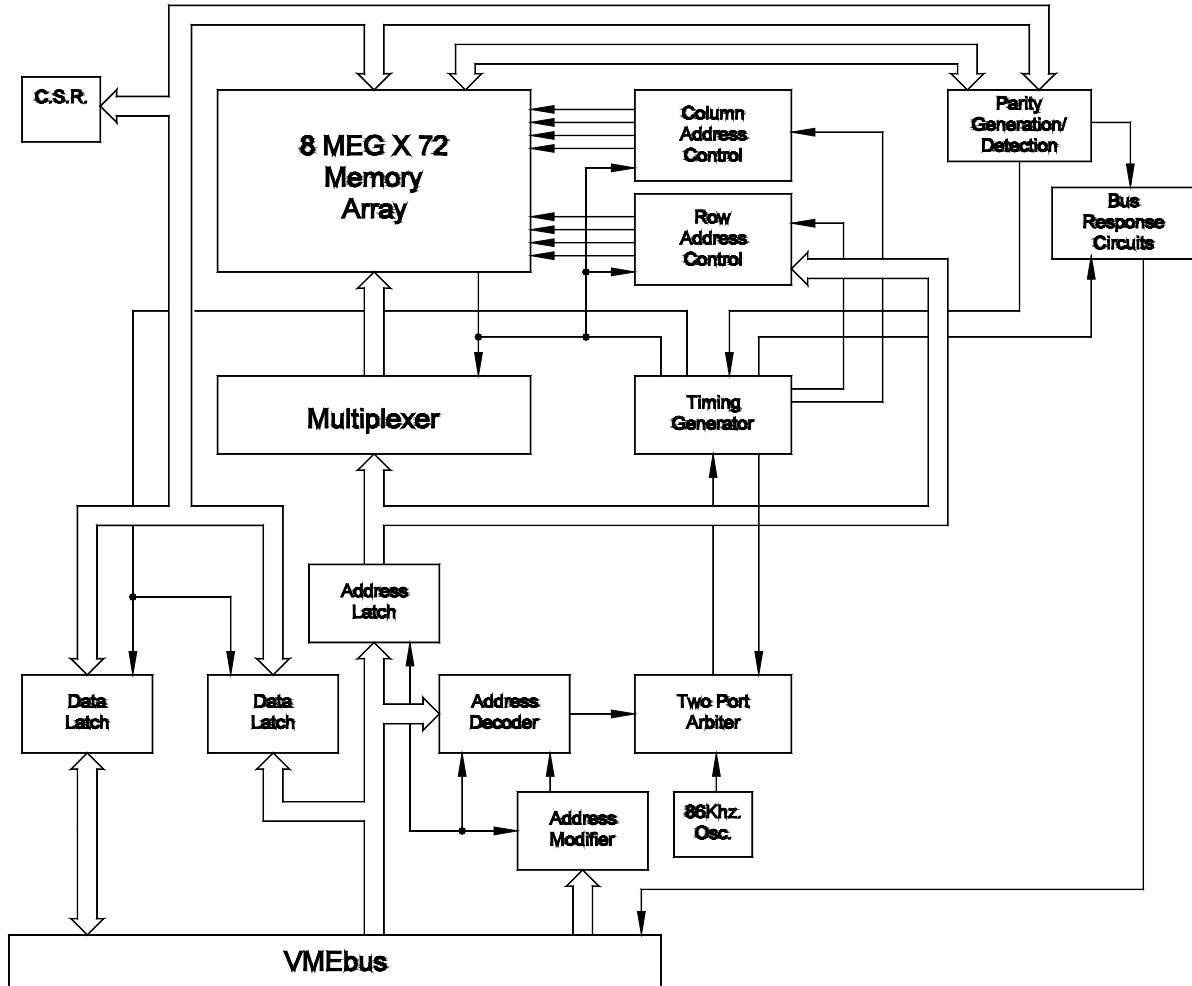 C.S.R.
8 MEG X 72
Memory
Array
Column
Address
Control
Parity
Generation/
Detection
Row
Address
Control
Bus
Response
Circuits
Multiplexer
Timing
Generator
Address
Latch
Data
Latch
Data
Latch
Address
Decoder
Two Port
Arbiter
Address
Modifier
86Khz.
Osc.
VMEbus